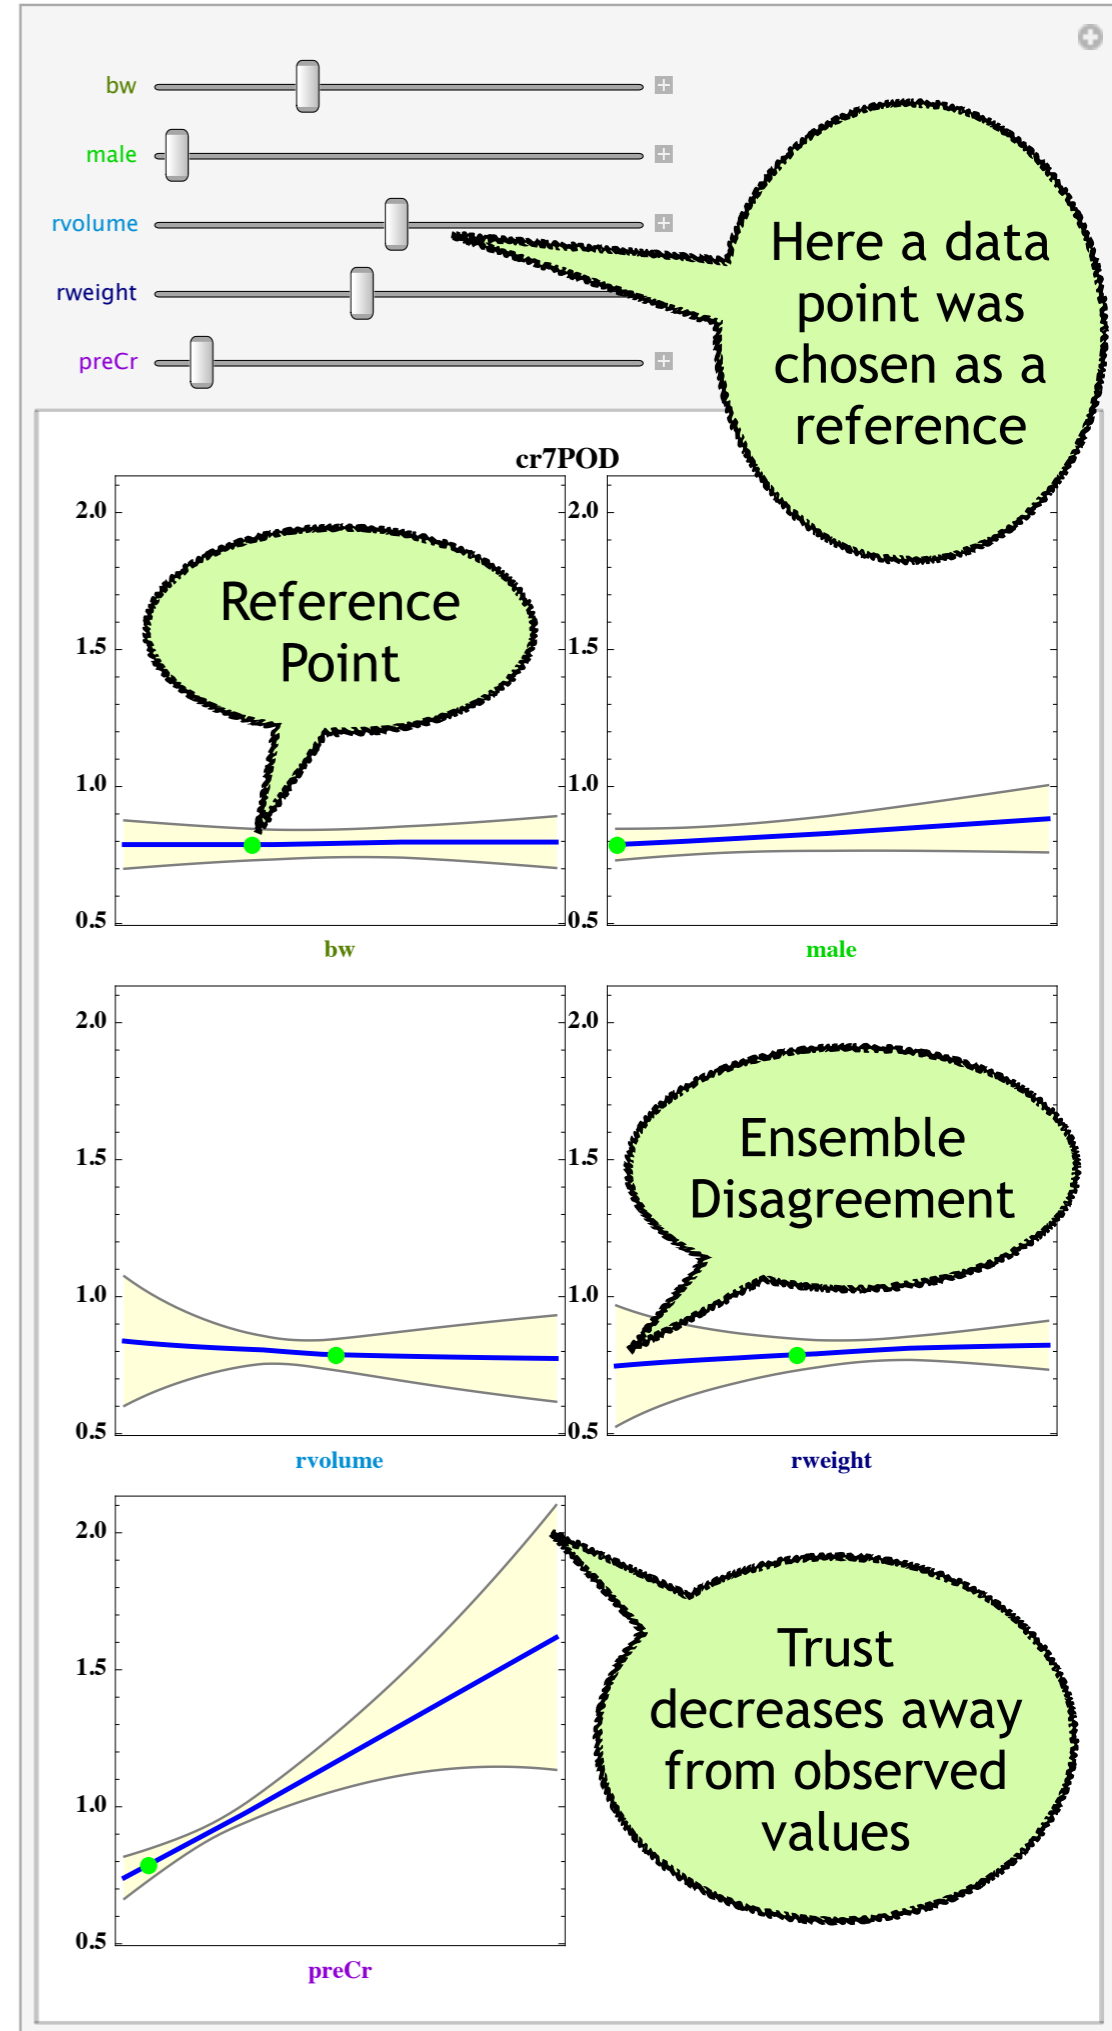 bw
male
rvolume
rweight
preCr
Here a data
point was
chosen as a
reference
cr7POD
2.0
1.5
1.0
0.5
Reference
Point
bw
2.0
1.5
1.0
0.5
male
2.0
1.5
1.0
0.5
rvolume
2.0
1.5
1.0
0.5
Ensemble
Disagreement
rweight
2.0
1.5
1.0
0.5
preCr
Trust
decreases away
from observed
values